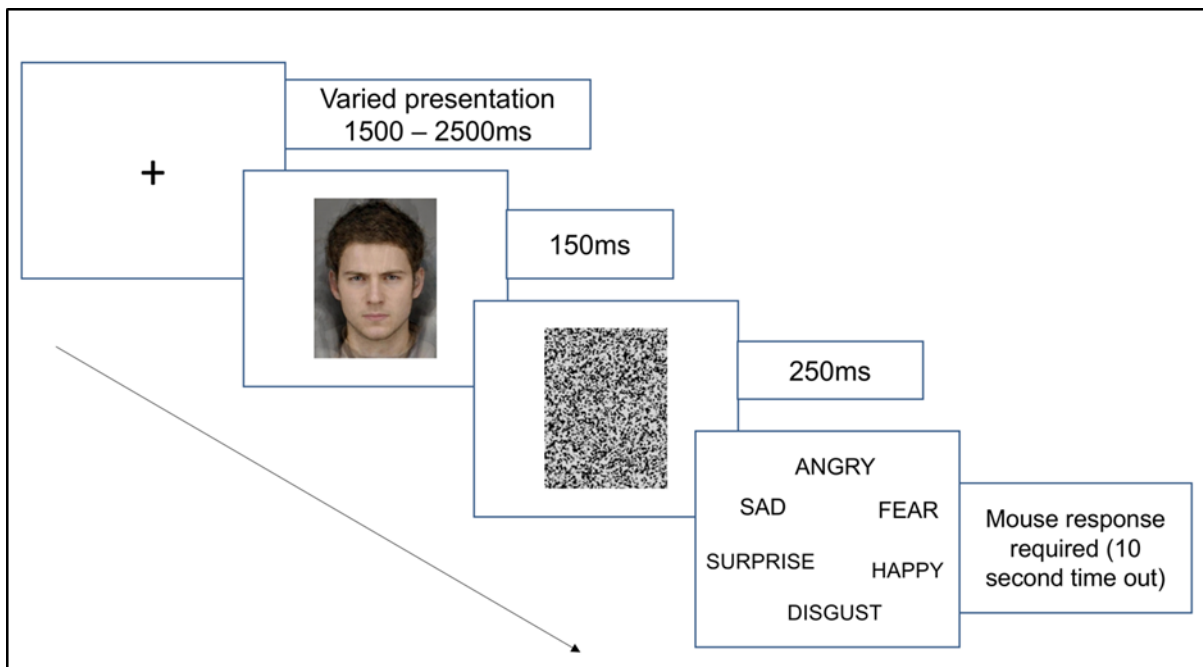 +
Varied presentation
1500 – 2500ms
150ms
250ms
ANGRY
SAD
FEAR
SURPRISE
HAPPY
DISGUST
Mouse response
required (10
second time out)